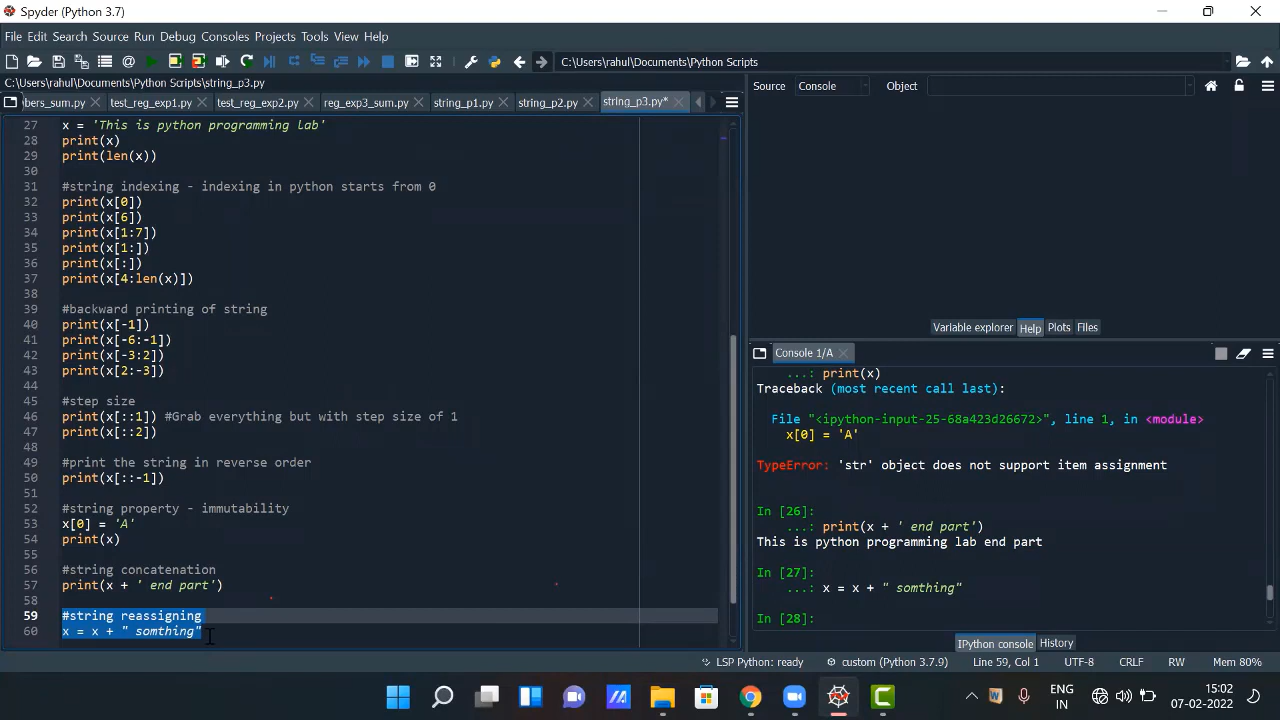 Spyder (Python 3.7)
File Edit Search Source Run Debug Consoles Projects Tools View Help
C:\Users\rahul\Documents\Python Scripts
C:\Users\rahul\Documents\Python Scripts\string_p3.py
Source Console Object
bers_sum.py test_reg_exp1.py test_reg_exp2.py reg_exp3_sum.py string_p1.py string_p2.py string_p3.py*
27 x = 'This is python programming lab'
28 print(x)
29 print(len(x))
30
31 #string indexing - indexing in python starts from 0
32 print(x[0])
33 print(x[6])
34 print(x[1:7])
35 print(x[1:])
36 print(x[:])
37 print(x[4:len(x)])
38
39 #backward printing of string
40 print(x[-1])
41 print(x[-6:-1])
42 print(x[-3:2])
43 print(x[2:-3])
44
45 #step size
46 print(x[::1]) #Grab everything but with step size of 1
47 print(x[::2])
48
49 #print the string in reverse order
50 print(x[::-1])
51
52 #string property - immutability
53 x[0] = 'A'
54 print(x)
55
56 #string concatenation
57 print(x + ' end part')
58
59 #string reassigning
60 x = x + " somthing"
Variable explorer Help Plots Files
Console 1/A
...: print(x)
Traceback (most recent call last):
File "<ipython-input-25-68a423d26672>", line 1, in <module>
x[0] = 'A'
TypeError: 'str' object does not support item assignment
In [26]:
...: print(x + ' end part')
This is python programming lab end part
In [27]:
...: x = x + " somthing"
In [28]:
IPython console History
LSP Python: ready custom (Python 3.7.9) Line 59, Col 1 UTF-8 CRLF RW Mem 80%
ENG
IN
15:02
07-02-2022